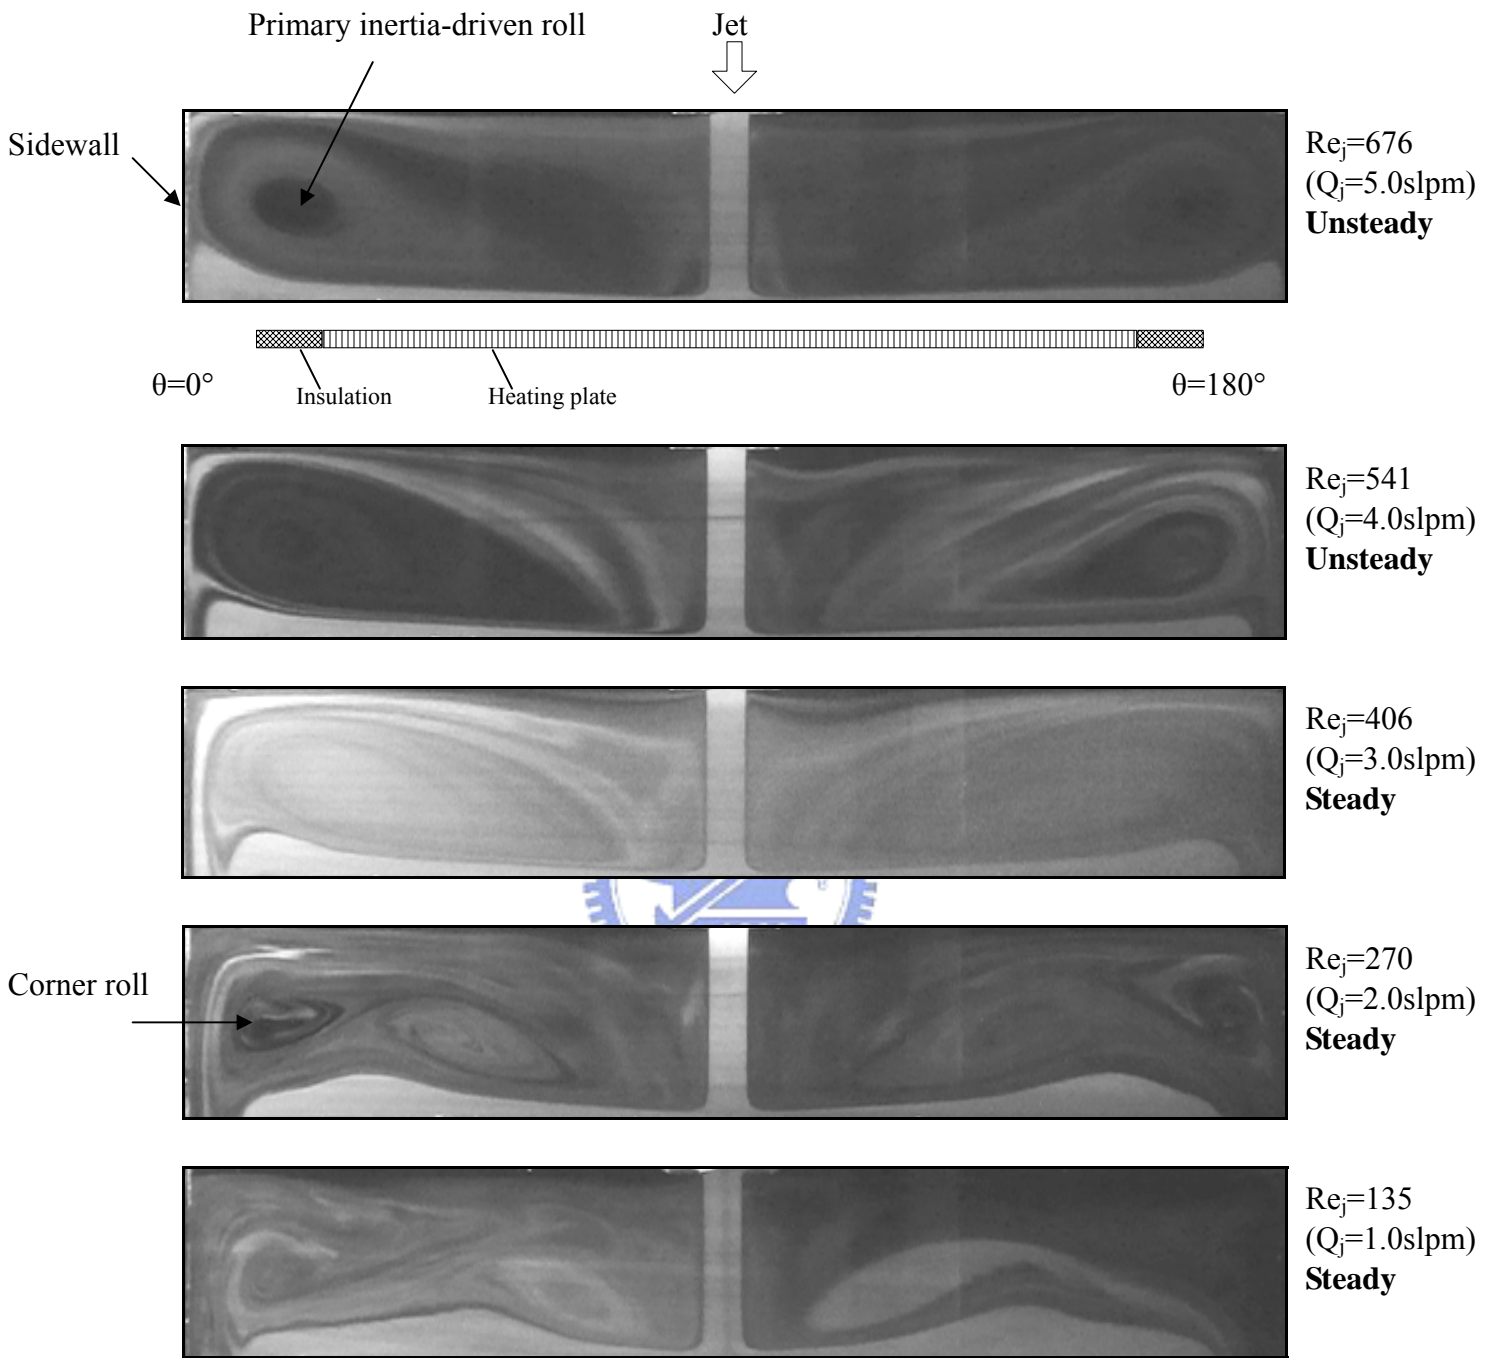 Primary inertia-driven roll
Jet
Sidewall
Re_j=676
(Q_j=5.0slpm)
Unsteady
θ=0°
Insulation
Heating plate
θ=180°
Re_j=541
(Q_j=4.0slpm)
Unsteady
Re_j=406
(Q_j=3.0slpm)
Steady
Corner roll
Re_j=270
(Q_j=2.0slpm)
Steady
Re_j=135
(Q_j=1.0slpm)
Steady